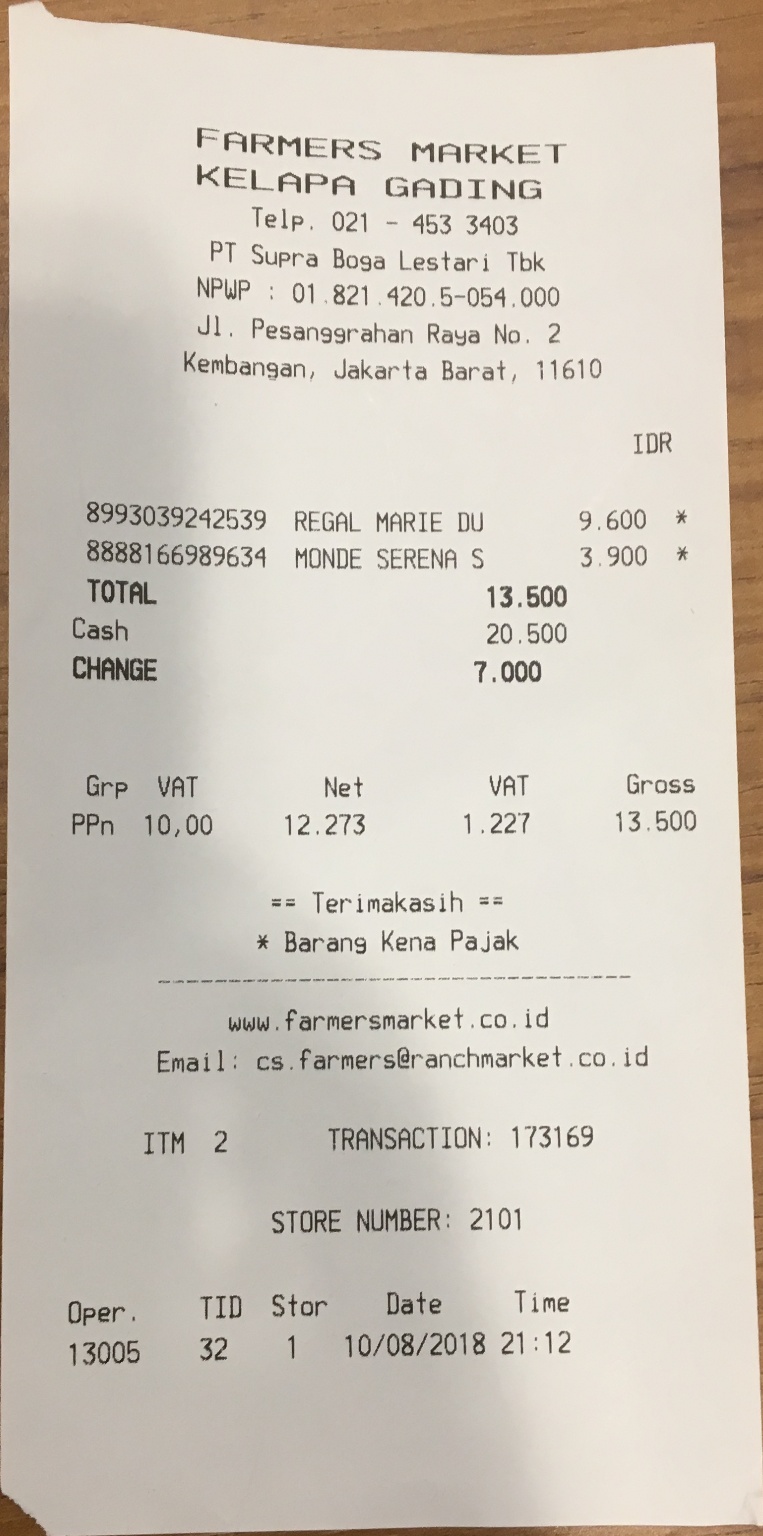 FARMERS MARKET
KELAPA GADING
Telp. 021 - 453 3403
PT Supra Boga Lestari Tbk
NPWP : 01.821.420.5-054.000
Jl. Pesanggrahan Raya No. 2
Kembangan, Jakarta Barat, 11610
IDR
8993039242539 REGAL MARIE DU 9.600 *
8888166989634 MONDE SERENA S 3.900 *
TOTAL 13.500
Cash 20.500
CHANGE 7.000
Grp VAT Net VAT Gross
PPn 10,00 12.273 1.227 13.500
== Terimakasih ==
* Barang Kena Pajak
----------------------------------
www.farmersmarket.co.id
Email: cs.farmers@ranchmarket.co.id
ITM 2 TRANSACTION: 173169
STORE NUMBER: 2101
Oper. TID Stor Date Time
13005 32 1 10/08/2018 21:12